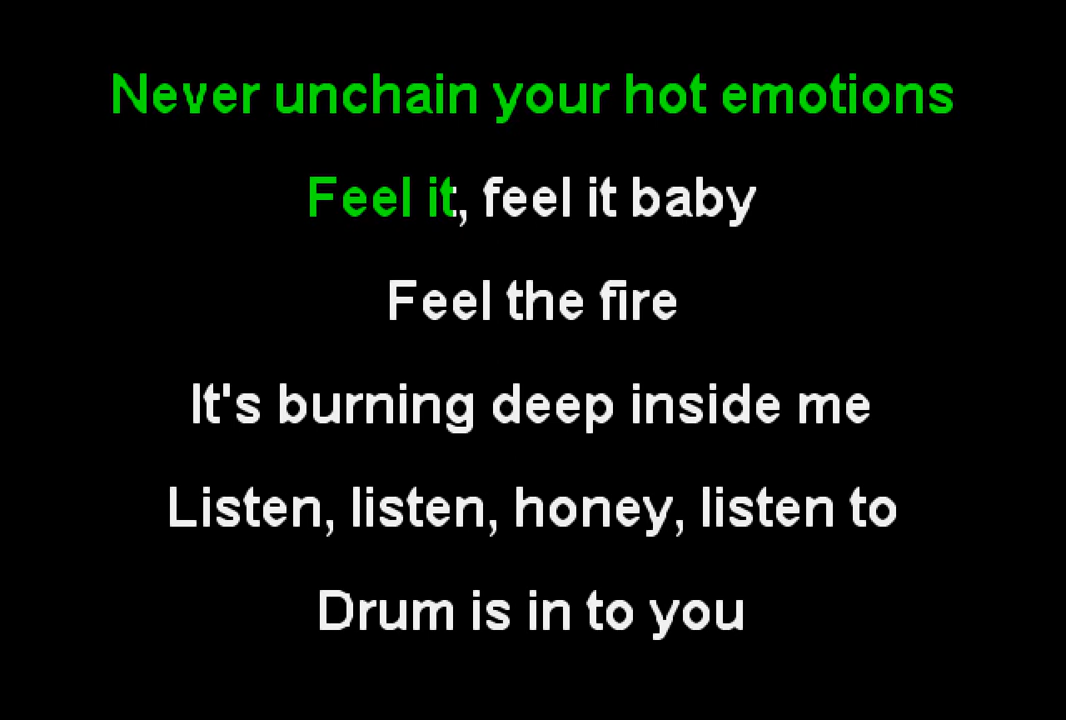 Never unchain your hot emotions
Feel it, feel it baby
Feel the fire
It's burning deep inside me
Listen, listen, honey, listen to
Drum is in to you